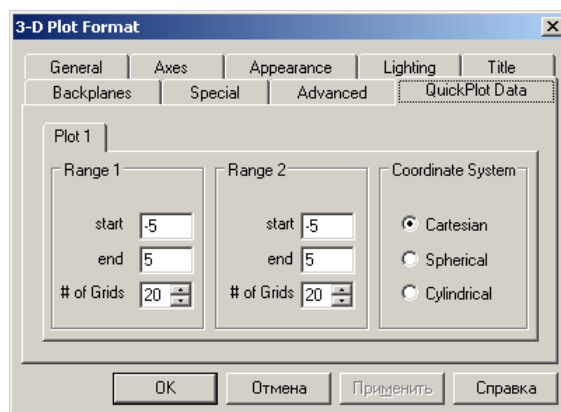 3-D Plot Format
General Axes Appearance Lighting Title
Backplanes Special Advanced QuickPlot Data
Plot 1
Range 1 Range 2 Coordinate System
start -5 start -5 Cartesian
end 5 end 5 Spherical
# of Grids 20 # of Grids 20 Cylindrical
OK Отмена Применить Справка